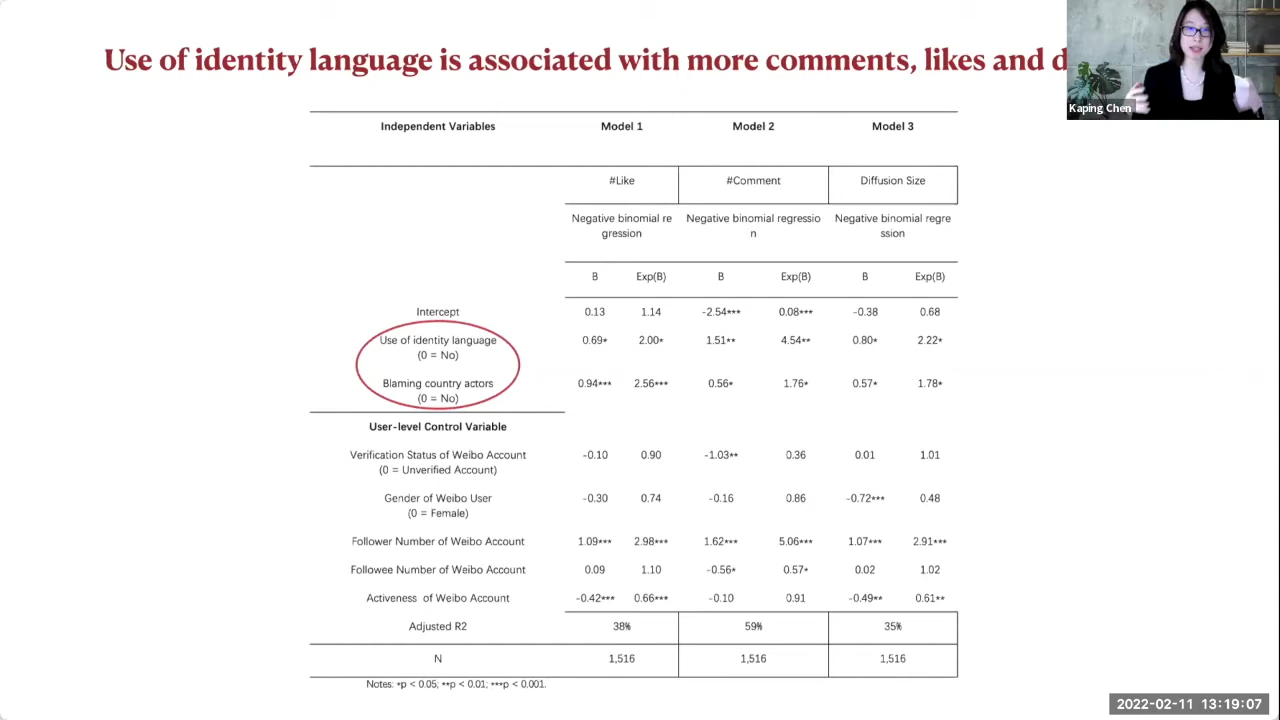 Use of identity language is associated with more comments, likes and d
Kaping Chen
Independent Variables Model 1 Model 2 Model 3
#Like #Comment Diffusion Size
Negative binomial re Negative binomial regressio Negative binomial regre
gression n ssion
B Exp(B) B Exp(B) B Exp(B)
Intercept 0.13 1.14 -2.54*** 0.08*** -0.38 0.68
Use of identity language 0.69* 2.00* 1.51** 4.54** 0.80* 2.22*
(0 = No)
Blaming country actors 0.94*** 2.56*** 0.56* 1.76* 0.57* 1.78*
(0 = No)
User-level Control Variable
Verification Status of Weibo Account -0.10 0.90 -1.03** 0.36 0.01 1.01
(0 = Unverified Account)
Gender of Weibo User -0.30 0.74 -0.16 0.86 -0.72*** 0.48
(0 = Female)
Follower Number of Weibo Account 1.09*** 2.98*** 1.62*** 5.06*** 1.07*** 2.91***
Followee Number of Weibo Account 0.09 1.10 -0.56* 0.57* 0.02 1.02
Activeness of Weibo Account -0.42*** 0.66*** -0.10 0.91 -0.49** 0.61**
Adjusted R2 38% 59% 35%
N 1,516 1,516 1,516
Notes: *p < 0.05; **p < 0.01; ***p < 0.001.
2022-02-11 13:19:07